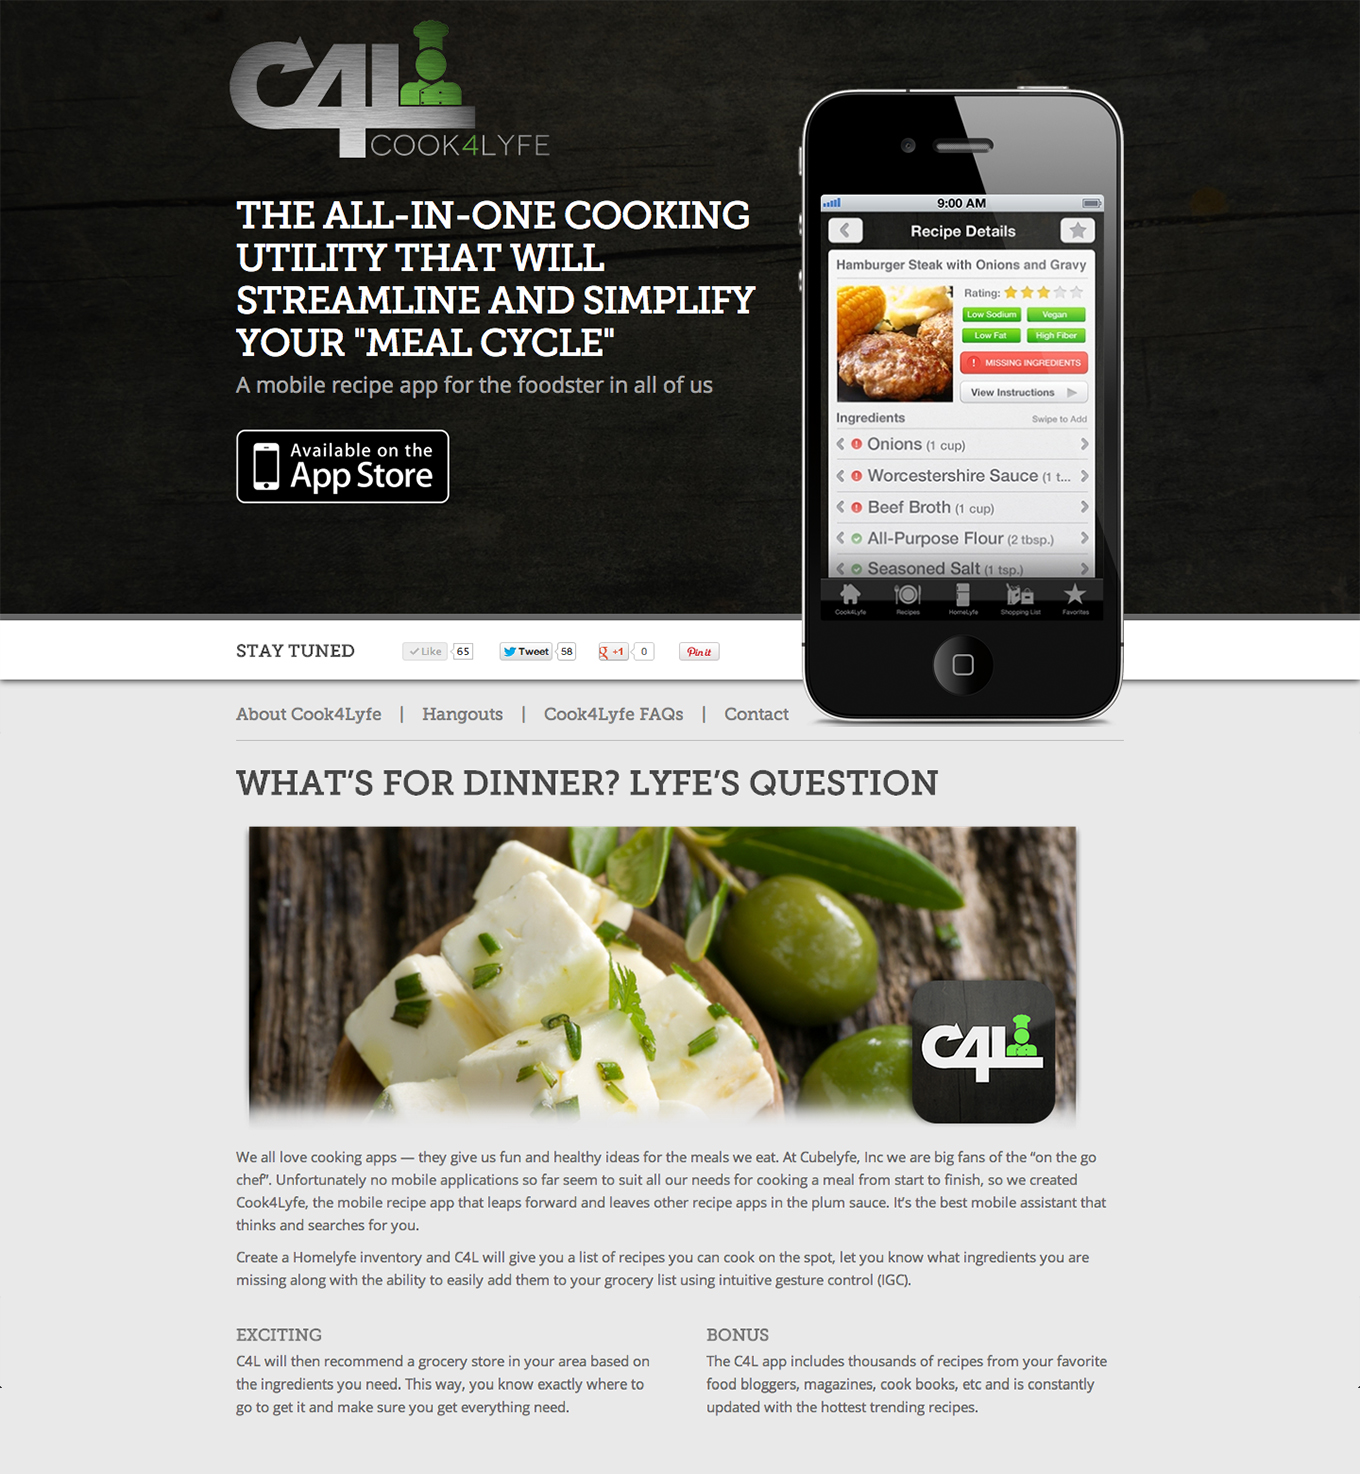 C4L
COOK4LYFE
THE ALL-IN-ONE COOKING
UTILITY THAT WILL
STREAMLINE AND SIMPLIFY
YOUR "MEAL CYCLE"
A mobile recipe app for the foodster in all of us
Available on the
App Store
9:00 AM
Recipe Details
Hamburger Steak with Onions and Gravy
Rating:
Low Sodium Vegan
Low Fat High Fiber
! MISSING INGREDIENTS
View Instructions
Ingredients Swipe to Add
Onions (1 cup)
Worcestershire Sauce (1 t...
Beef Broth (1 cup)
All-Purpose Flour (2 tbsp.)
Seasoned Salt (1 tsp.)
Cook4Lyfe Recipes HomeLyfe Shopping List Favorites
STAY TUNED Like 65 Tweet 58 g +1 0 Pin it
About Cook4Lyfe | Hangouts | Cook4Lyfe FAQs | Contact
WHAT’S FOR DINNER? LYFE’S QUESTION
C4L
We all love cooking apps — they give us fun and healthy ideas for the meals we eat. At Cubelyfe, Inc we are big fans of the “on the go
chef”. Unfortunately no mobile applications so far seem to suit all our needs for cooking a meal from start to finish, so we created
Cook4Lyfe, the mobile recipe app that leaps forward and leaves other recipe apps in the plum sauce. It’s the best mobile assistant that
thinks and searches for you.
Create a Homelyfe inventory and C4L will give you a list of recipes you can cook on the spot, let you know what ingredients you are
missing along with the ability to easily add them to your grocery list using intuitive gesture control (IGC).
EXCITING
C4L will then recommend a grocery store in your area based on
the ingredients you need. This way, you know exactly where to
go to get it and make sure you get everything need.
BONUS
The C4L app includes thousands of recipes from your favorite
food bloggers, magazines, cook books, etc and is constantly
updated with the hottest trending recipes.